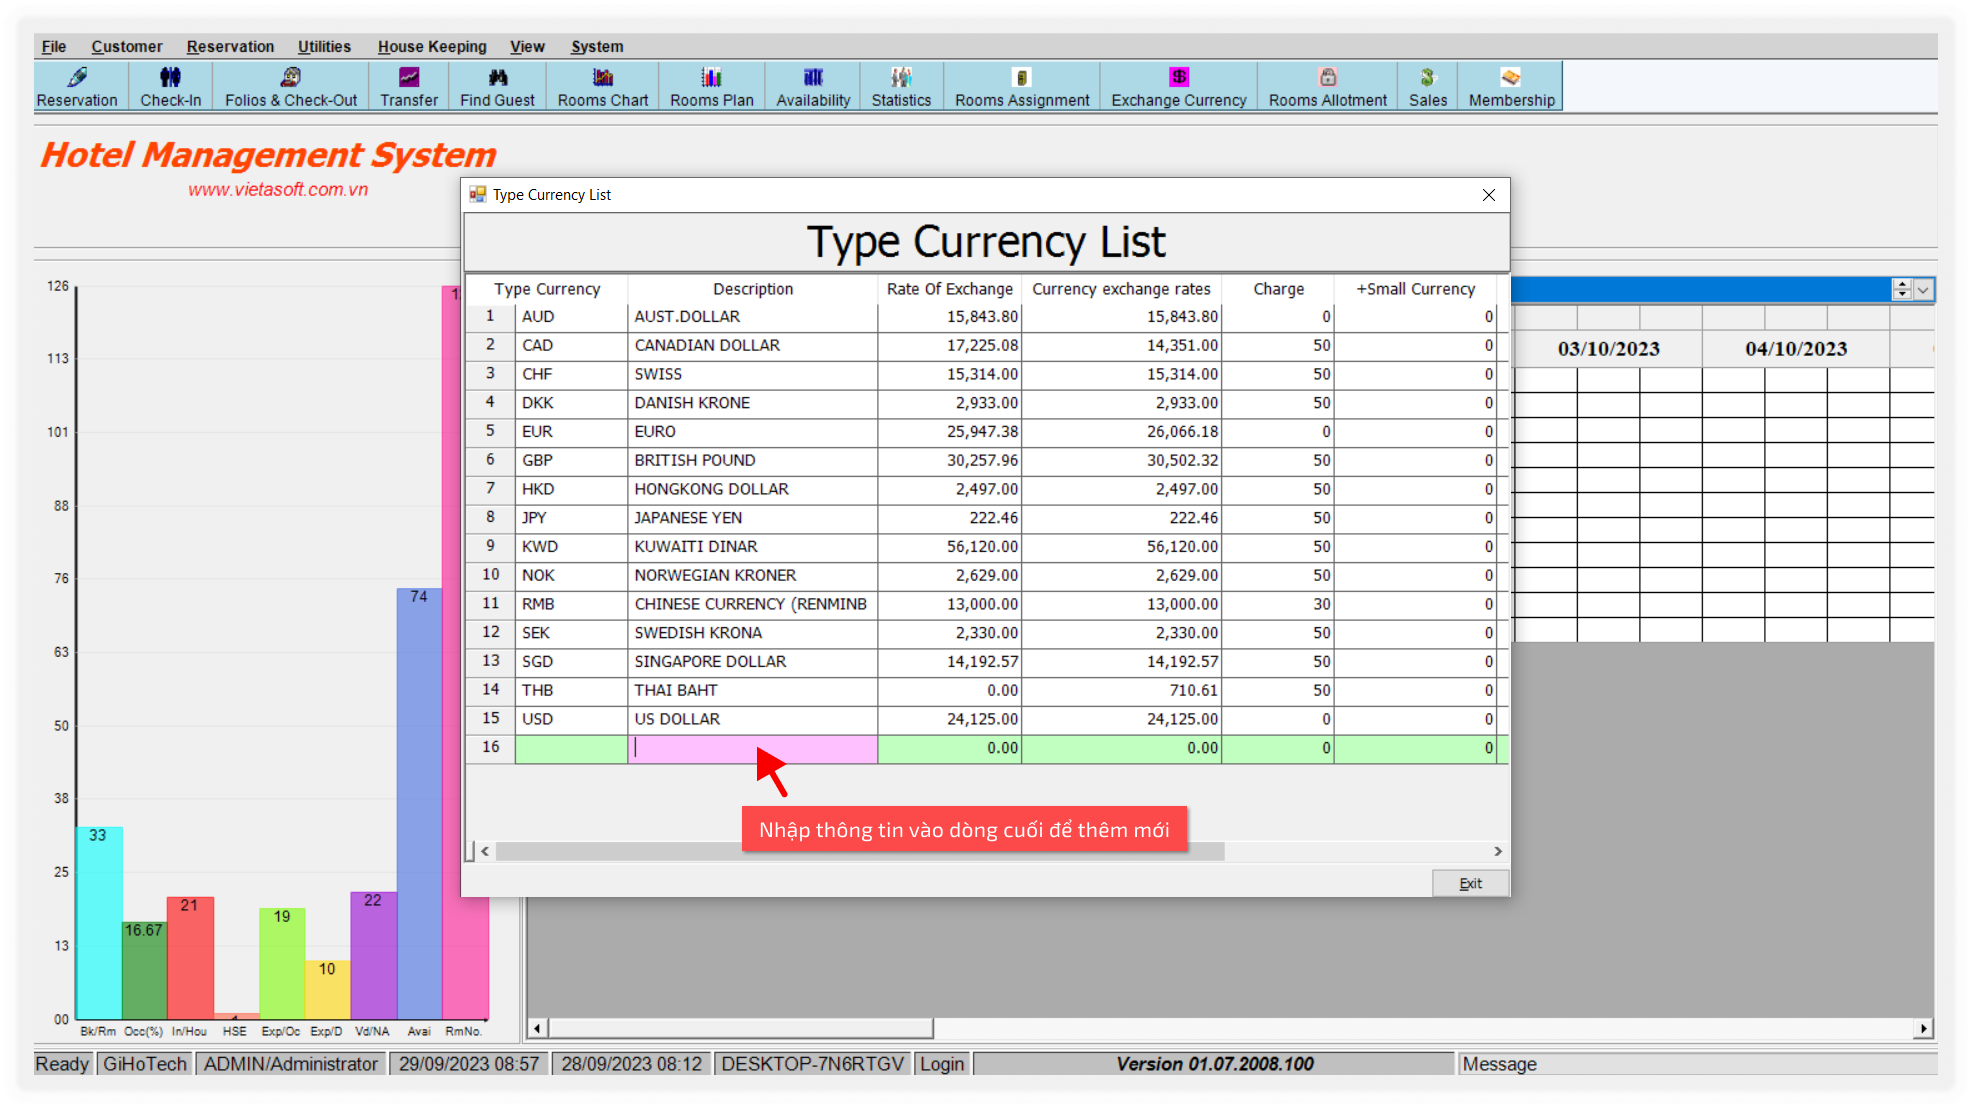 File Customer Reservation Utilities House Keeping View System
Reservation Check-In Folios & Check-Out Transfer Find Guest Rooms Chart Rooms Plan Availability Statistics Rooms Assignment Exchange Currency Rooms Allotment Sales Membership
Hotel Management System
www.vietasoft.com.vn
Type Currency List
Type Currency List
Type Currency Description Rate Of Exchange Currency exchange rates Charge +Small Currency
1 AUD AUST.DOLLAR 15,843.80 15,843.80 0 0
2 CAD CANADIAN DOLLAR 17,225.08 14,351.00 50 0
3 CHF SWISS 15,314.00 15,314.00 50 0
4 DKK DANISH KRONE 2,933.00 2,933.00 50 0
5 EUR EURO 25,947.38 26,066.18 0 0
6 GBP BRITISH POUND 30,257.96 30,502.32 50 0
7 HKD HONGKONG DOLLAR 2,497.00 2,497.00 50 0
8 JPY JAPANESE YEN 222.46 222.46 50 0
9 KWD KUWAITI DINAR 56,120.00 56,120.00 50 0
10 NOK NORWEGIAN KRONER 2,629.00 2,629.00 50 0
11 RMB CHINESE CURRENCY (RENMINB 13,000.00 13,000.00 30 0
12 SEK SWEDISH KRONA 2,330.00 2,330.00 50 0
13 SGD SINGAPORE DOLLAR 14,192.57 14,192.57 50 0
14 THB THAI BAHT 0.00 710.61 50 0
15 USD US DOLLAR 24,125.00 24,125.00 0 0
16 0.00 0.00 0 0
Nhập thông tin vào dòng cuối để thêm mới
Exit
03/10/2023 04/10/2023
126
113
101
88
76
63
50
38
25
13
00
33
16.67
21
19
10
22
74
Bk/Rm Occ(%) In/Hou HSE Exp/Oc Exp/D Vd/NA Avai RmNo.
Ready GiHoTech ADMIN/Administrator 29/09/2023 08:57 28/09/2023 08:12 DESKTOP-7N6RTGV Login Version 01.07.2008.100 Message